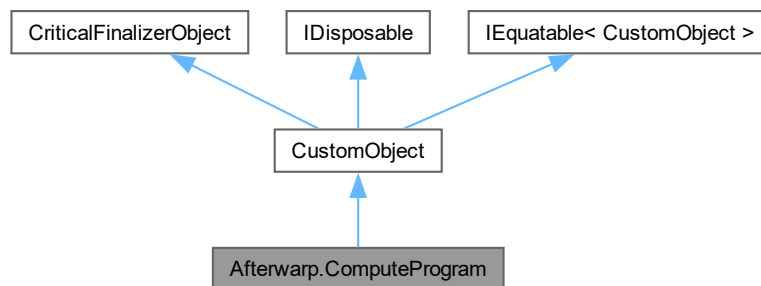 CriticalFinalizerObject
IDisposable
IEquatable< CustomObject >
CustomObject
Afterwarp.ComputeProgram